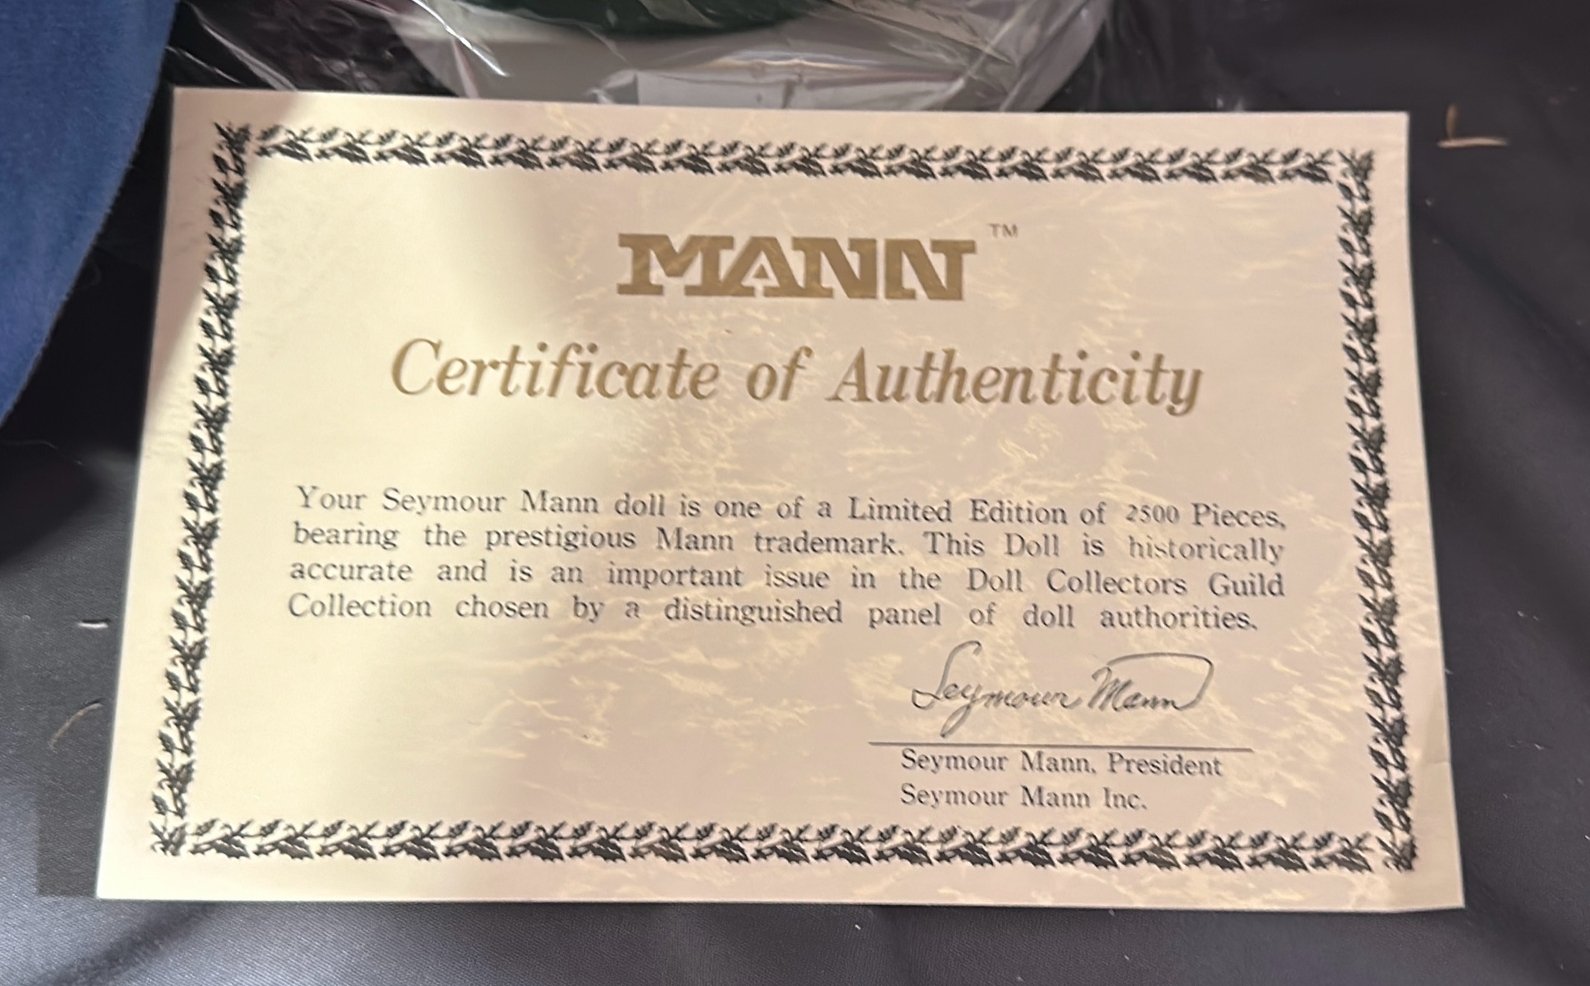 MANN™
Certificate of Authenticity
Your Seymour Mann doll is one of a Limited Edition of 2500 Pieces,
bearing the prestigious Mann trademark. This Doll is historically
accurate and is an important issue in the Doll Collectors Guild
Collection chosen by a distinguished panel of doll authorities.
Seymour Mann
Seymour Mann, President
Seymour Mann Inc.